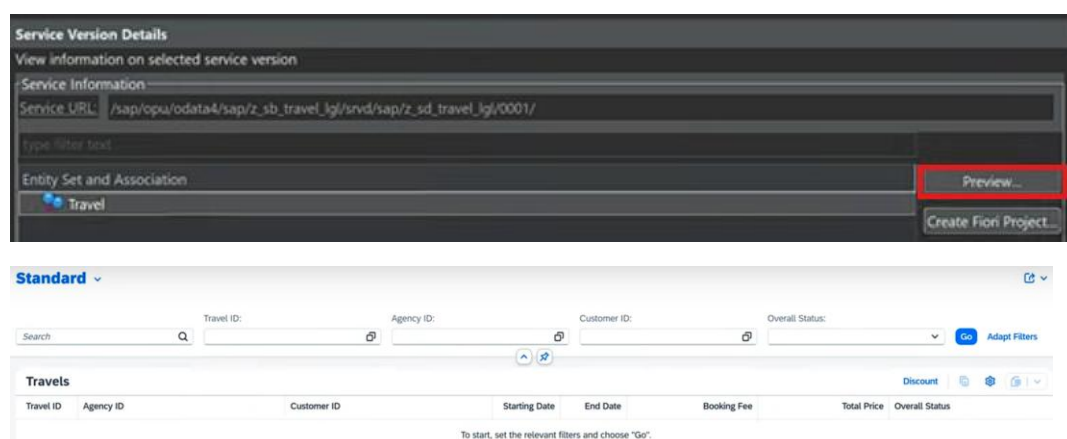 Service Version Details
View information on selected service version
Service Information
Service URL: /sap/opu/odata4/sap/z_sb_travel_lgl/srvd/sap/z_sd_travel_lgl/0001/
type filter text
Entity Set and Association
Preview...
Travel
Create Fiori Project...
Standard
Travel ID: Agency ID: Customer ID: Overall Status:
Search Go Adapt Filters
Travels Discount
Travel ID Agency ID Customer ID Starting Date End Date Booking Fee Total Price Overall Status
To start, set the relevant filters and choose "Go".